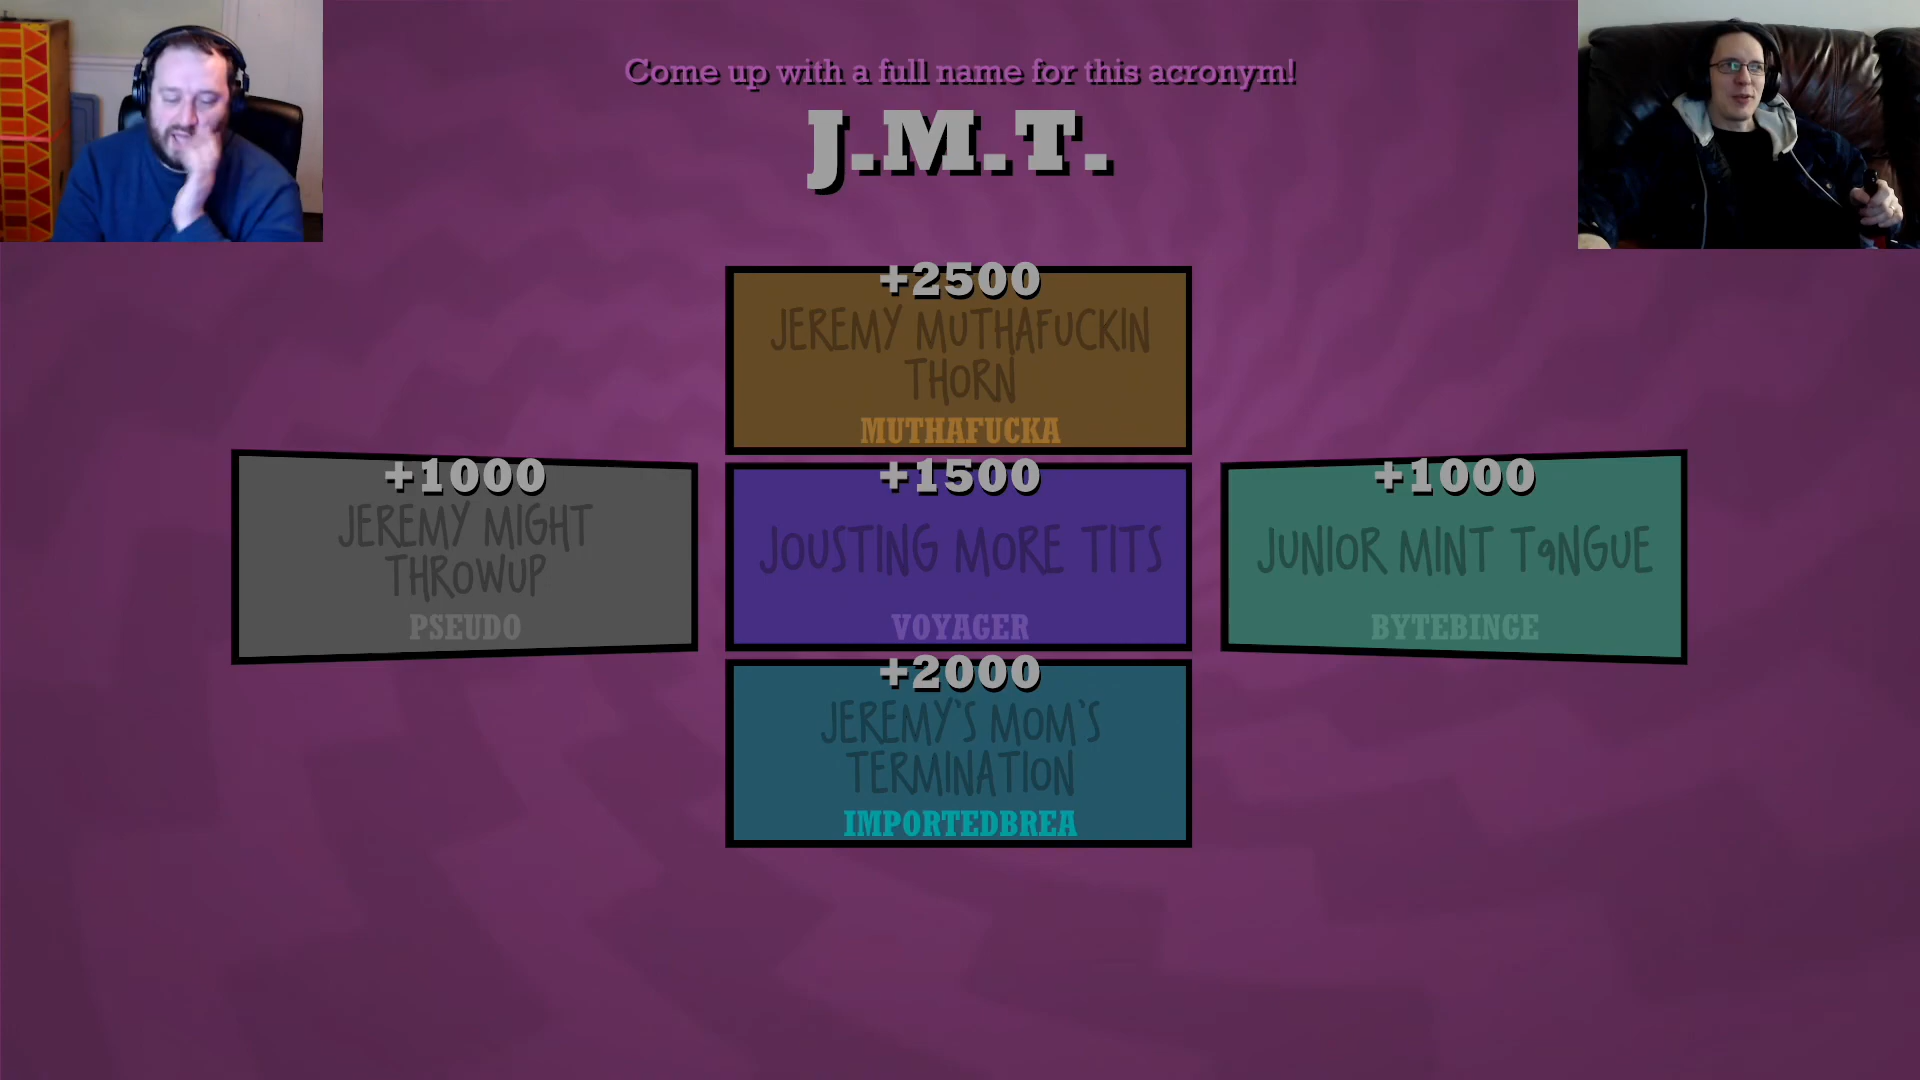 Come up with a full name for this acronym!
J.M.T.
+2500
JEREMY MUTHAFUCKIN
THORN
MUTHAFUCKA
+1000
JEREMY MIGHT
THROWUP
PSEUDO
+1500
JOUSTING MORE TITS
VOYAGER
+1000
JUNIOR MINT TONGUE
BYTEBINGE
+2000
JEREMY'S MOM'S
TERMINATION
IMPORTEDBREA